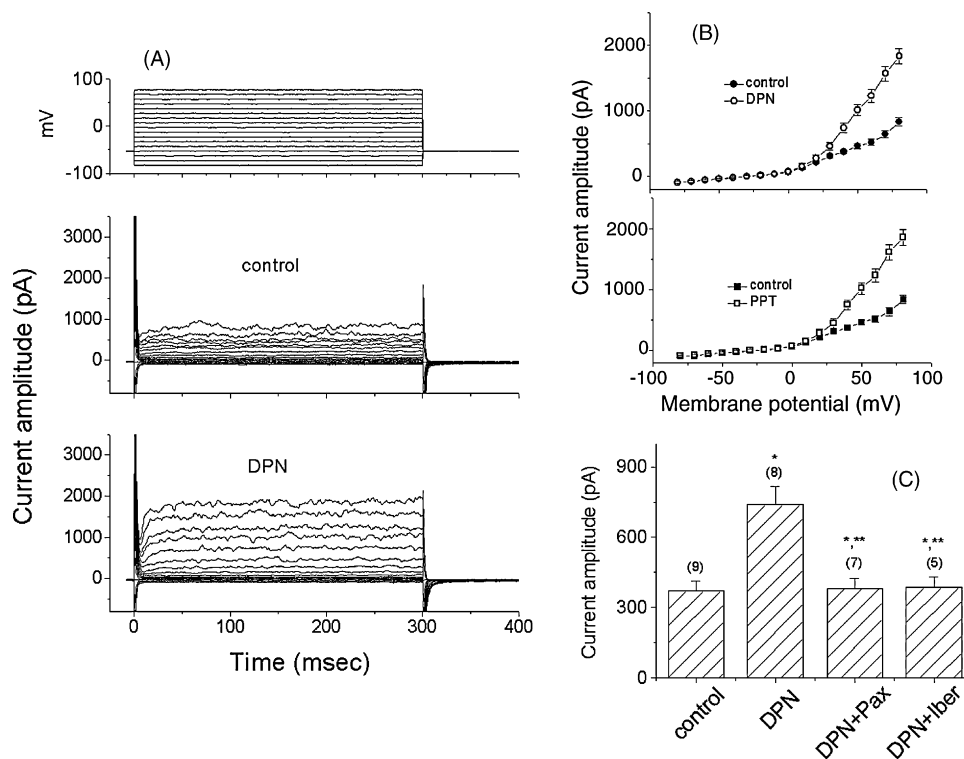 (A)
100
0
-100
mV
control
3000
2000
1000
0
DPN
3000
2000
1000
0
Current amplitude (pA)
0
100
200
300
400
Time (msec)
(B)
2000
1000
0
control
DPN
2000
1000
0
control
PPT
Current amplitude (pA)
-100
-50
0
50
100
Membrane potential (mV)
(C)
900
600
300
0
Current amplitude (pA)
(9)
*
(8)
*,**
(7)
*,**
(5)
control
DPN
DPN+Pax
DPN+Iber